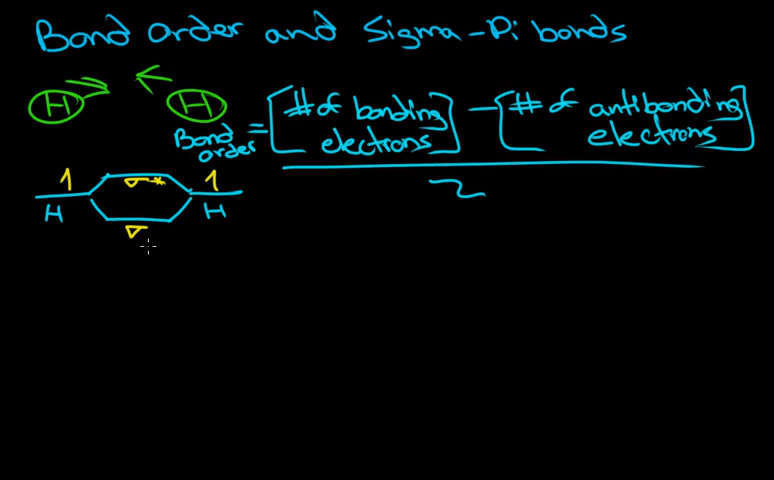 Bond Order and Sigma-Pi bonds
H H
Bond order = [# of bonding electrons] - [# of antibonding electrons]
2
1 σ* 1
H H
σ